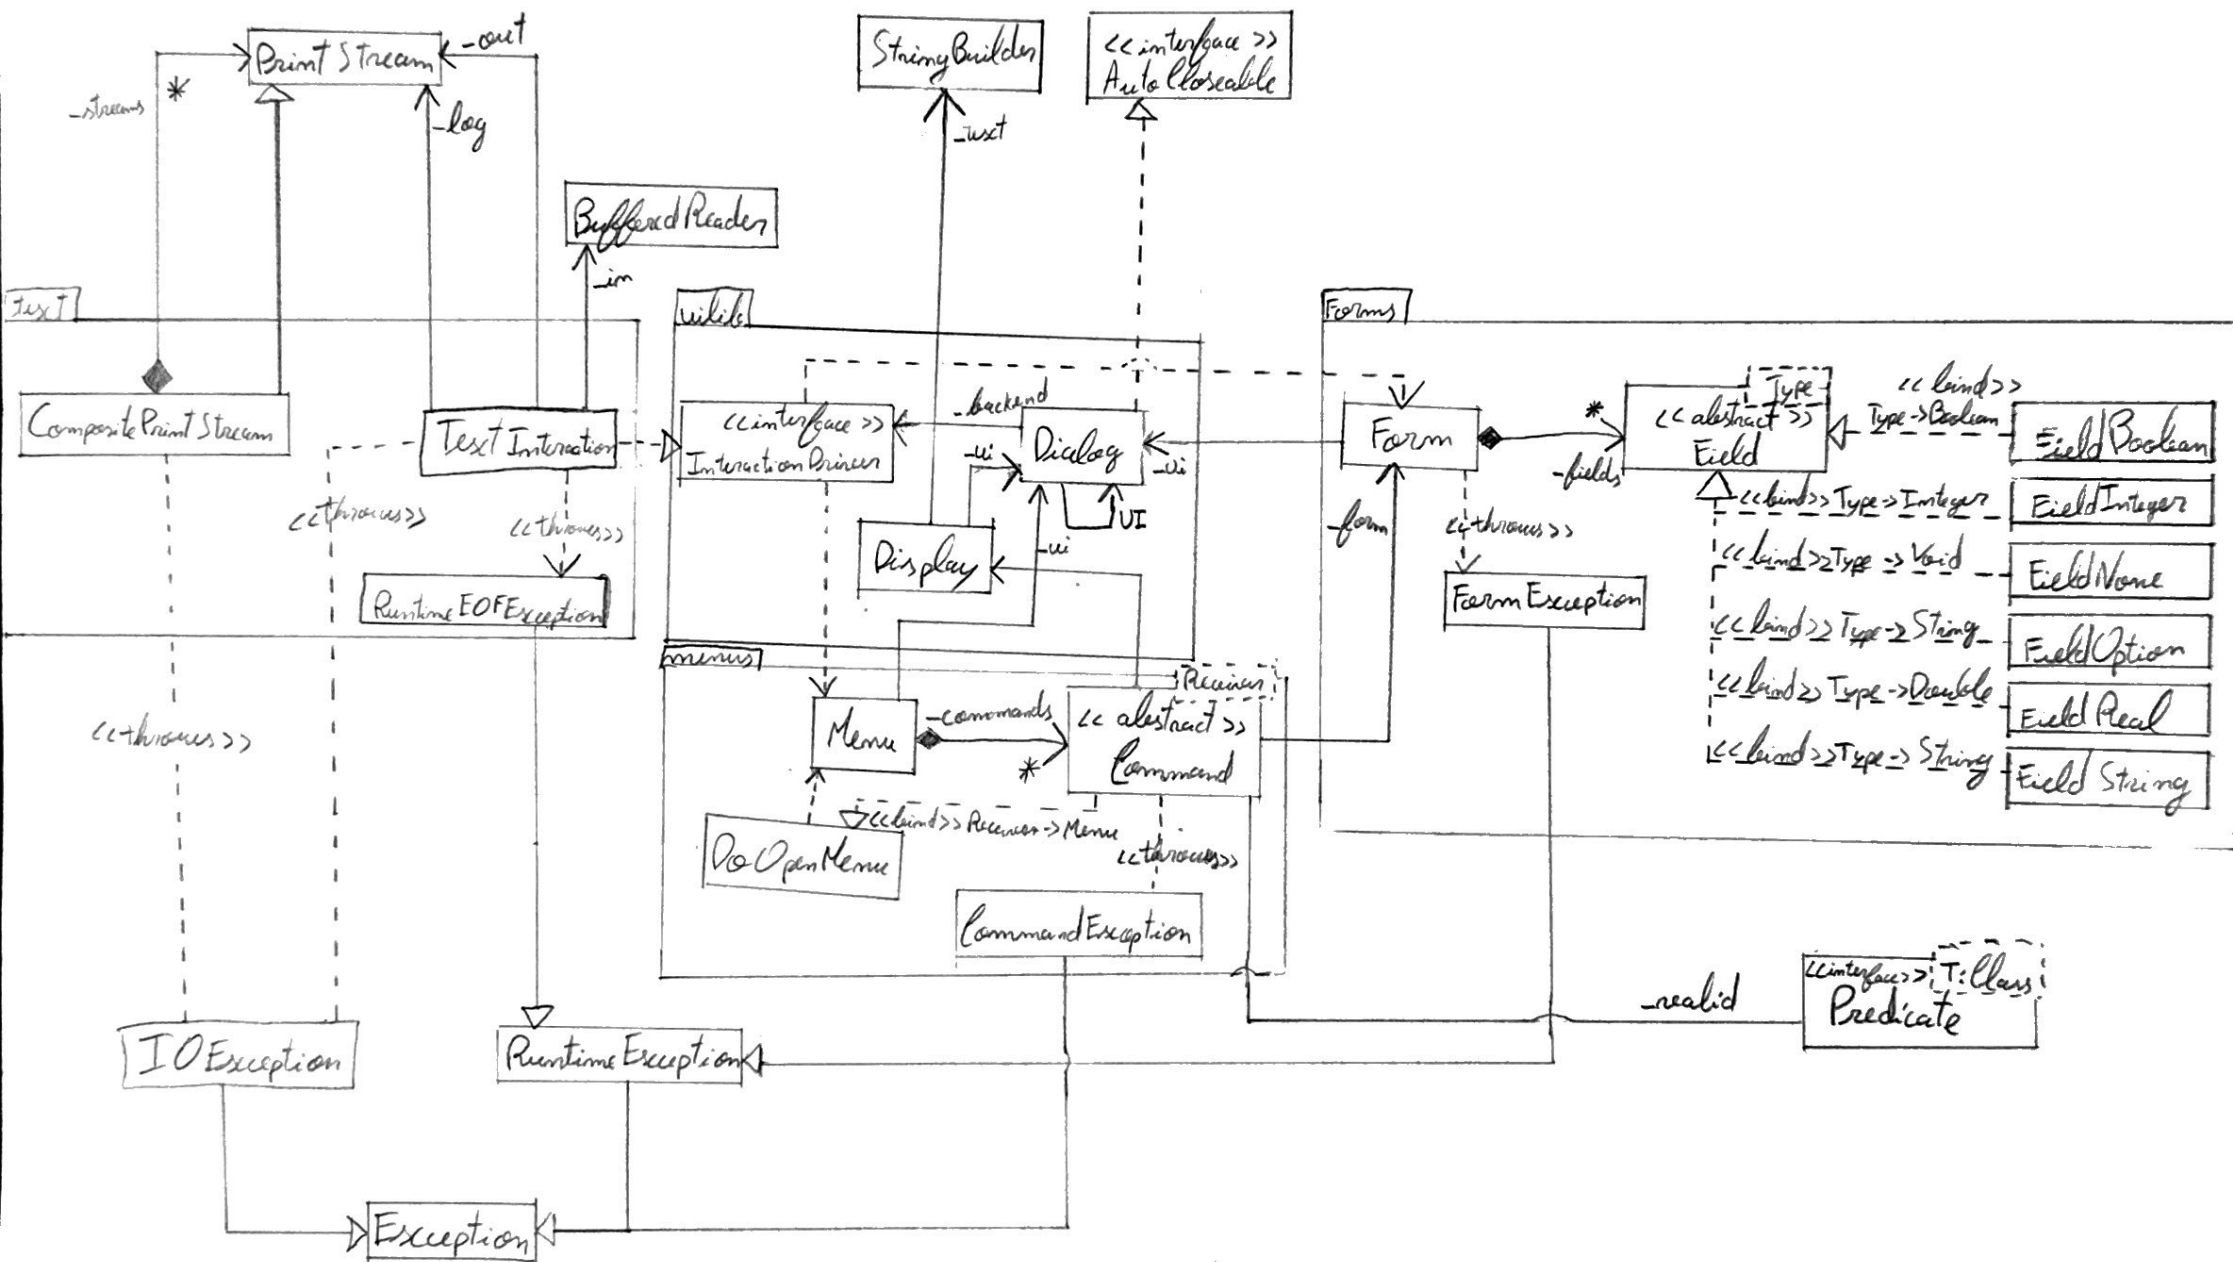 PrintStream
_out
StringBuilder
<<interface>>
AutoCloseable
_streams
*
_log
_text
BufferedReader
_in
text
uilib
Forms
CompositePrintStream
TextInteraction
<<interface>>
InteractionDriver
_backend
_ui
Dialog
_ui
Form
*
_fields
Type
<<abstract>>
Field
<<bind>>
Type->Boolean
FieldBoolean
<<throws>>
<<throws>>
UI
_form
<<throws>>
<<bind>>Type->Integer
FieldInteger
Display
_ui
<<bind>>Type->Void
FieldNone
RuntimeEOFException
FormException
<<bind>>Type->String
FieldOption
menus
Receiver
<<bind>>Type->Double
FieldReal
<<throws>>
Menu
_commands
*
<<abstract>>
Command
<<bind>>Type->String
FieldString
<<bind>>Receiver->Menu
DoOpenMenu
<<throws>>
CommandException
<<interface>>
T:Class
Predicate
_valid
IOException
RuntimeException
Exception